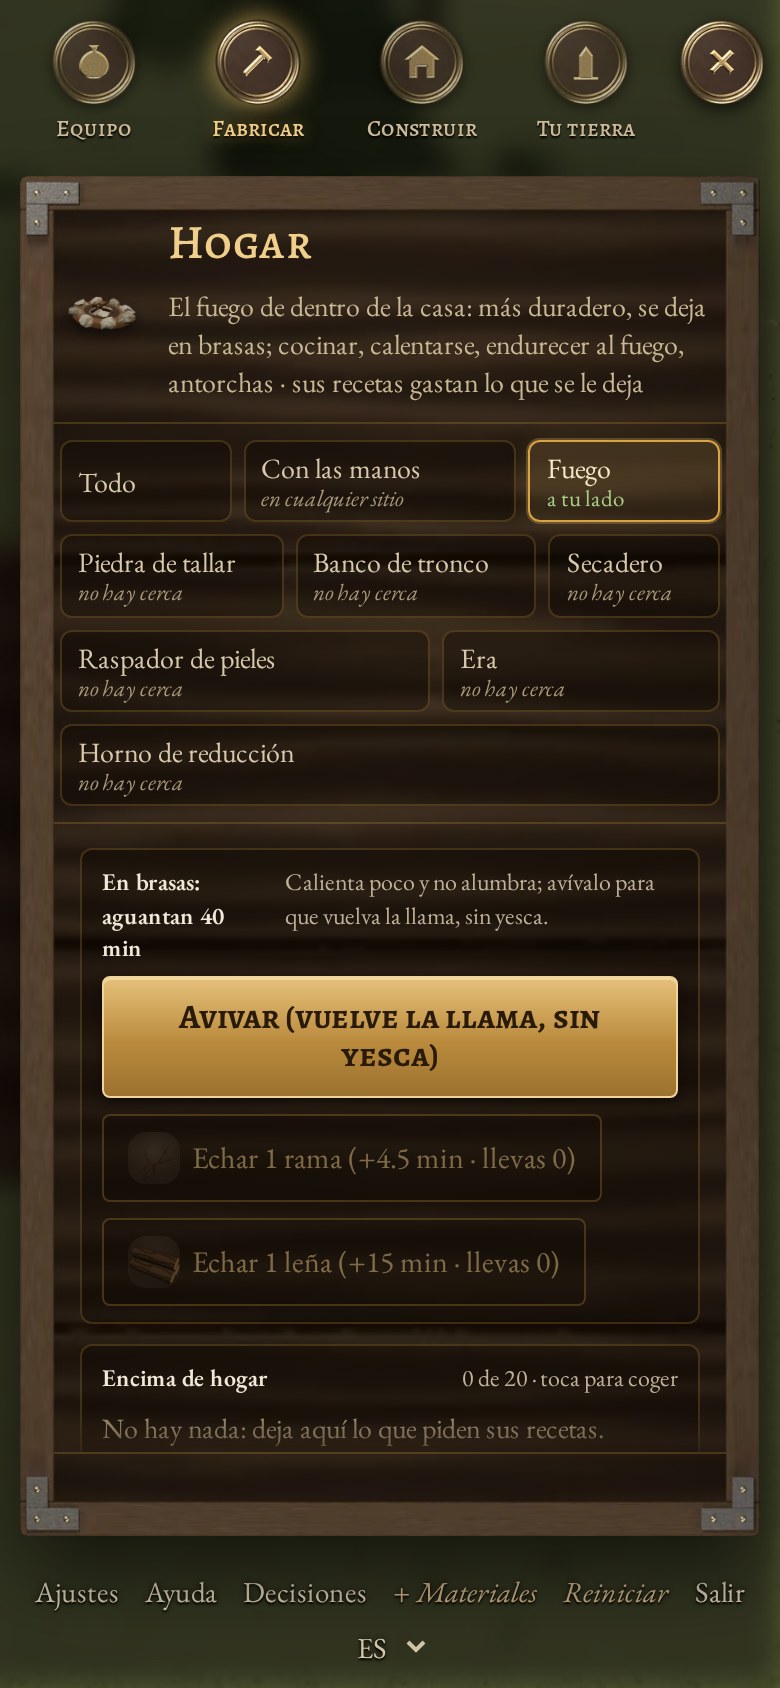 Equipo
Fabricar
Construir
Tu tierra
Hogar
El fuego de dentro de la casa: más duradero, se deja
en brasas; cocinar, calentarse, endurecer al fuego,
antorchas · sus recetas gastan lo que se le deja
Todo
Con las manos
en cualquier sitio
Fuego
a tu lado
Piedra de tallar
no hay cerca
Banco de tronco
no hay cerca
Secadero
no hay cerca
Raspador de pieles
no hay cerca
Era
no hay cerca
Horno de reducción
no hay cerca
En brasas:
aguantan 40
min
Calienta poco y no alumbra; avívalo para
que vuelva la llama, sin yesca.
Avivar (vuelve la llama, sin
yesca)
Echar 1 rama (+4.5 min · llevas 0)
Echar 1 leña (+15 min · llevas 0)
Encima de hogar
0 de 20 · toca para coger
No hay nada: deja aquí lo que piden sus recetas.
Ajustes
Ayuda
Decisiones
+ Materiales
Reiniciar
Salir
ES